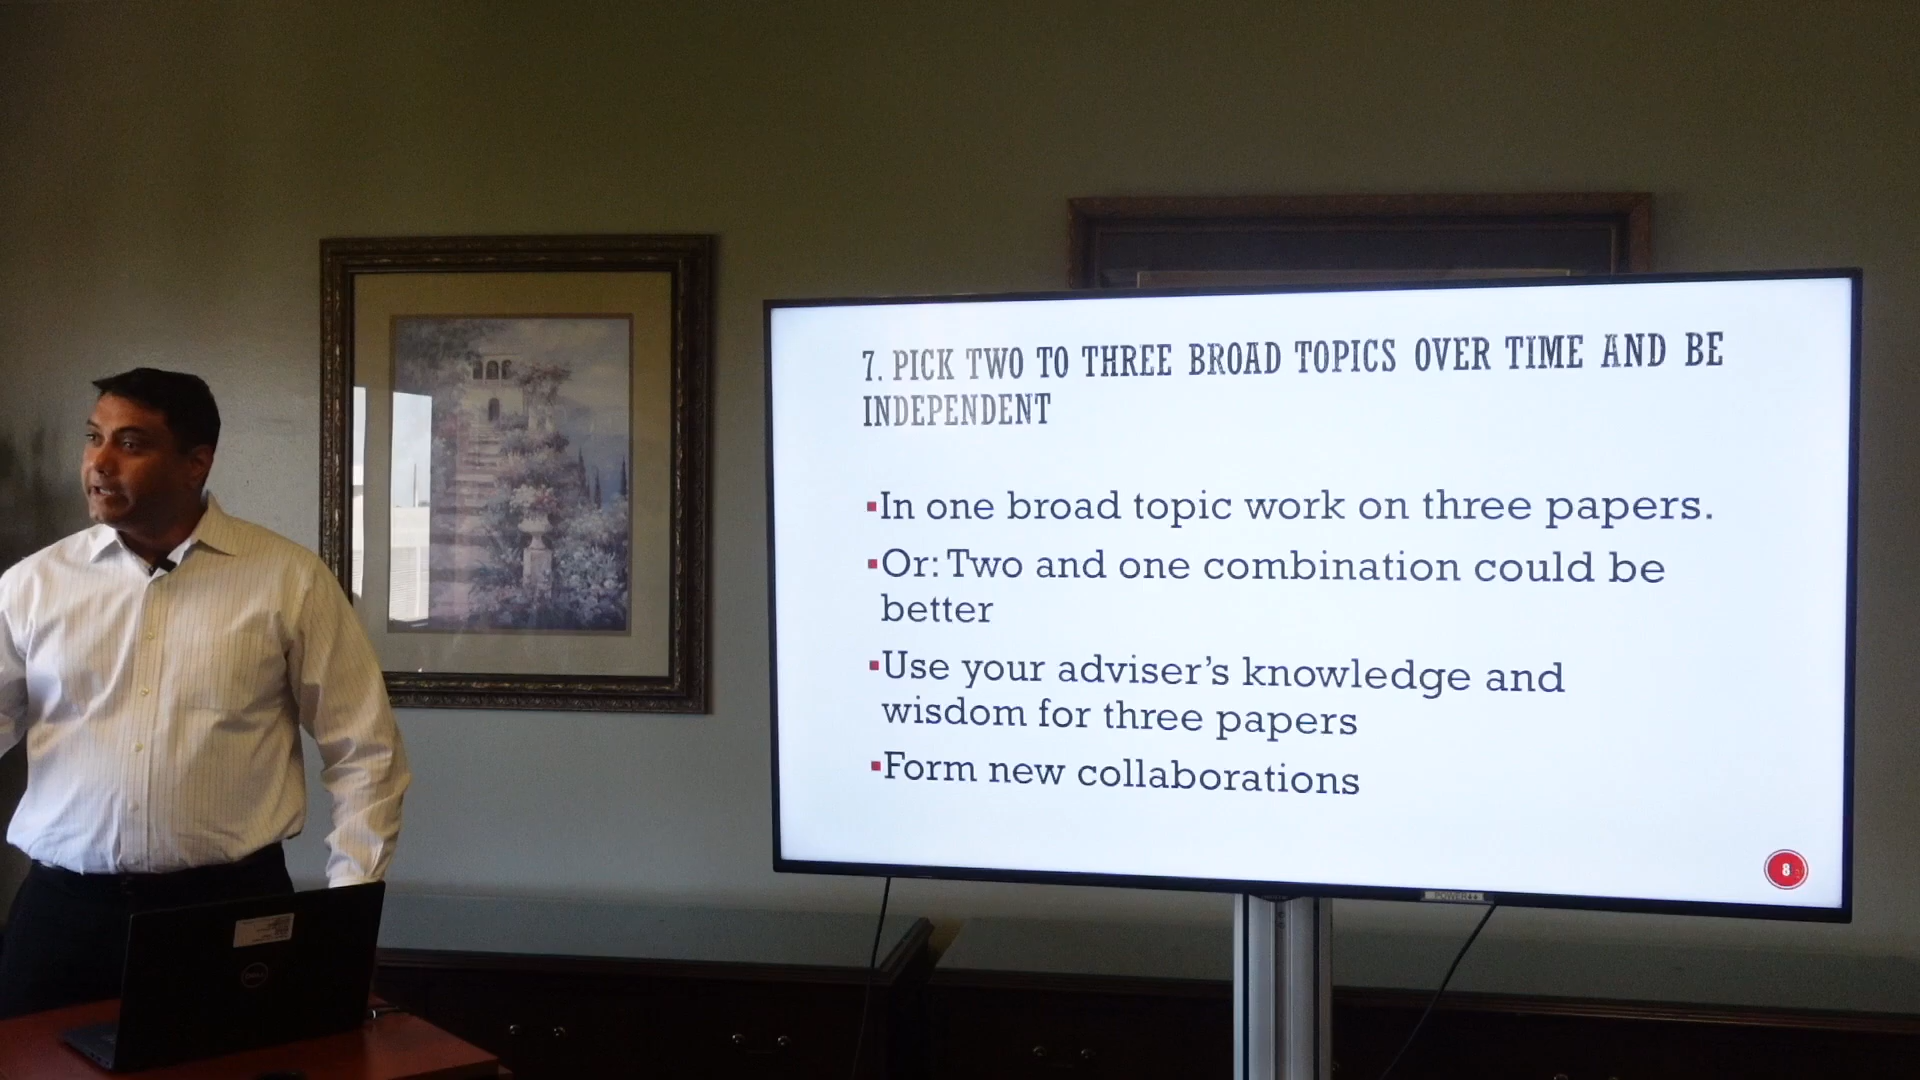 7. PICK TWO TO THREE BROAD TOPICS OVER TIME AND BE
INDEPENDENT
▪In one broad topic work on three papers.
▪Or: Two and one combination could be
better
▪Use your adviser's knowledge and
wisdom for three papers
▪Form new collaborations
8
DELL